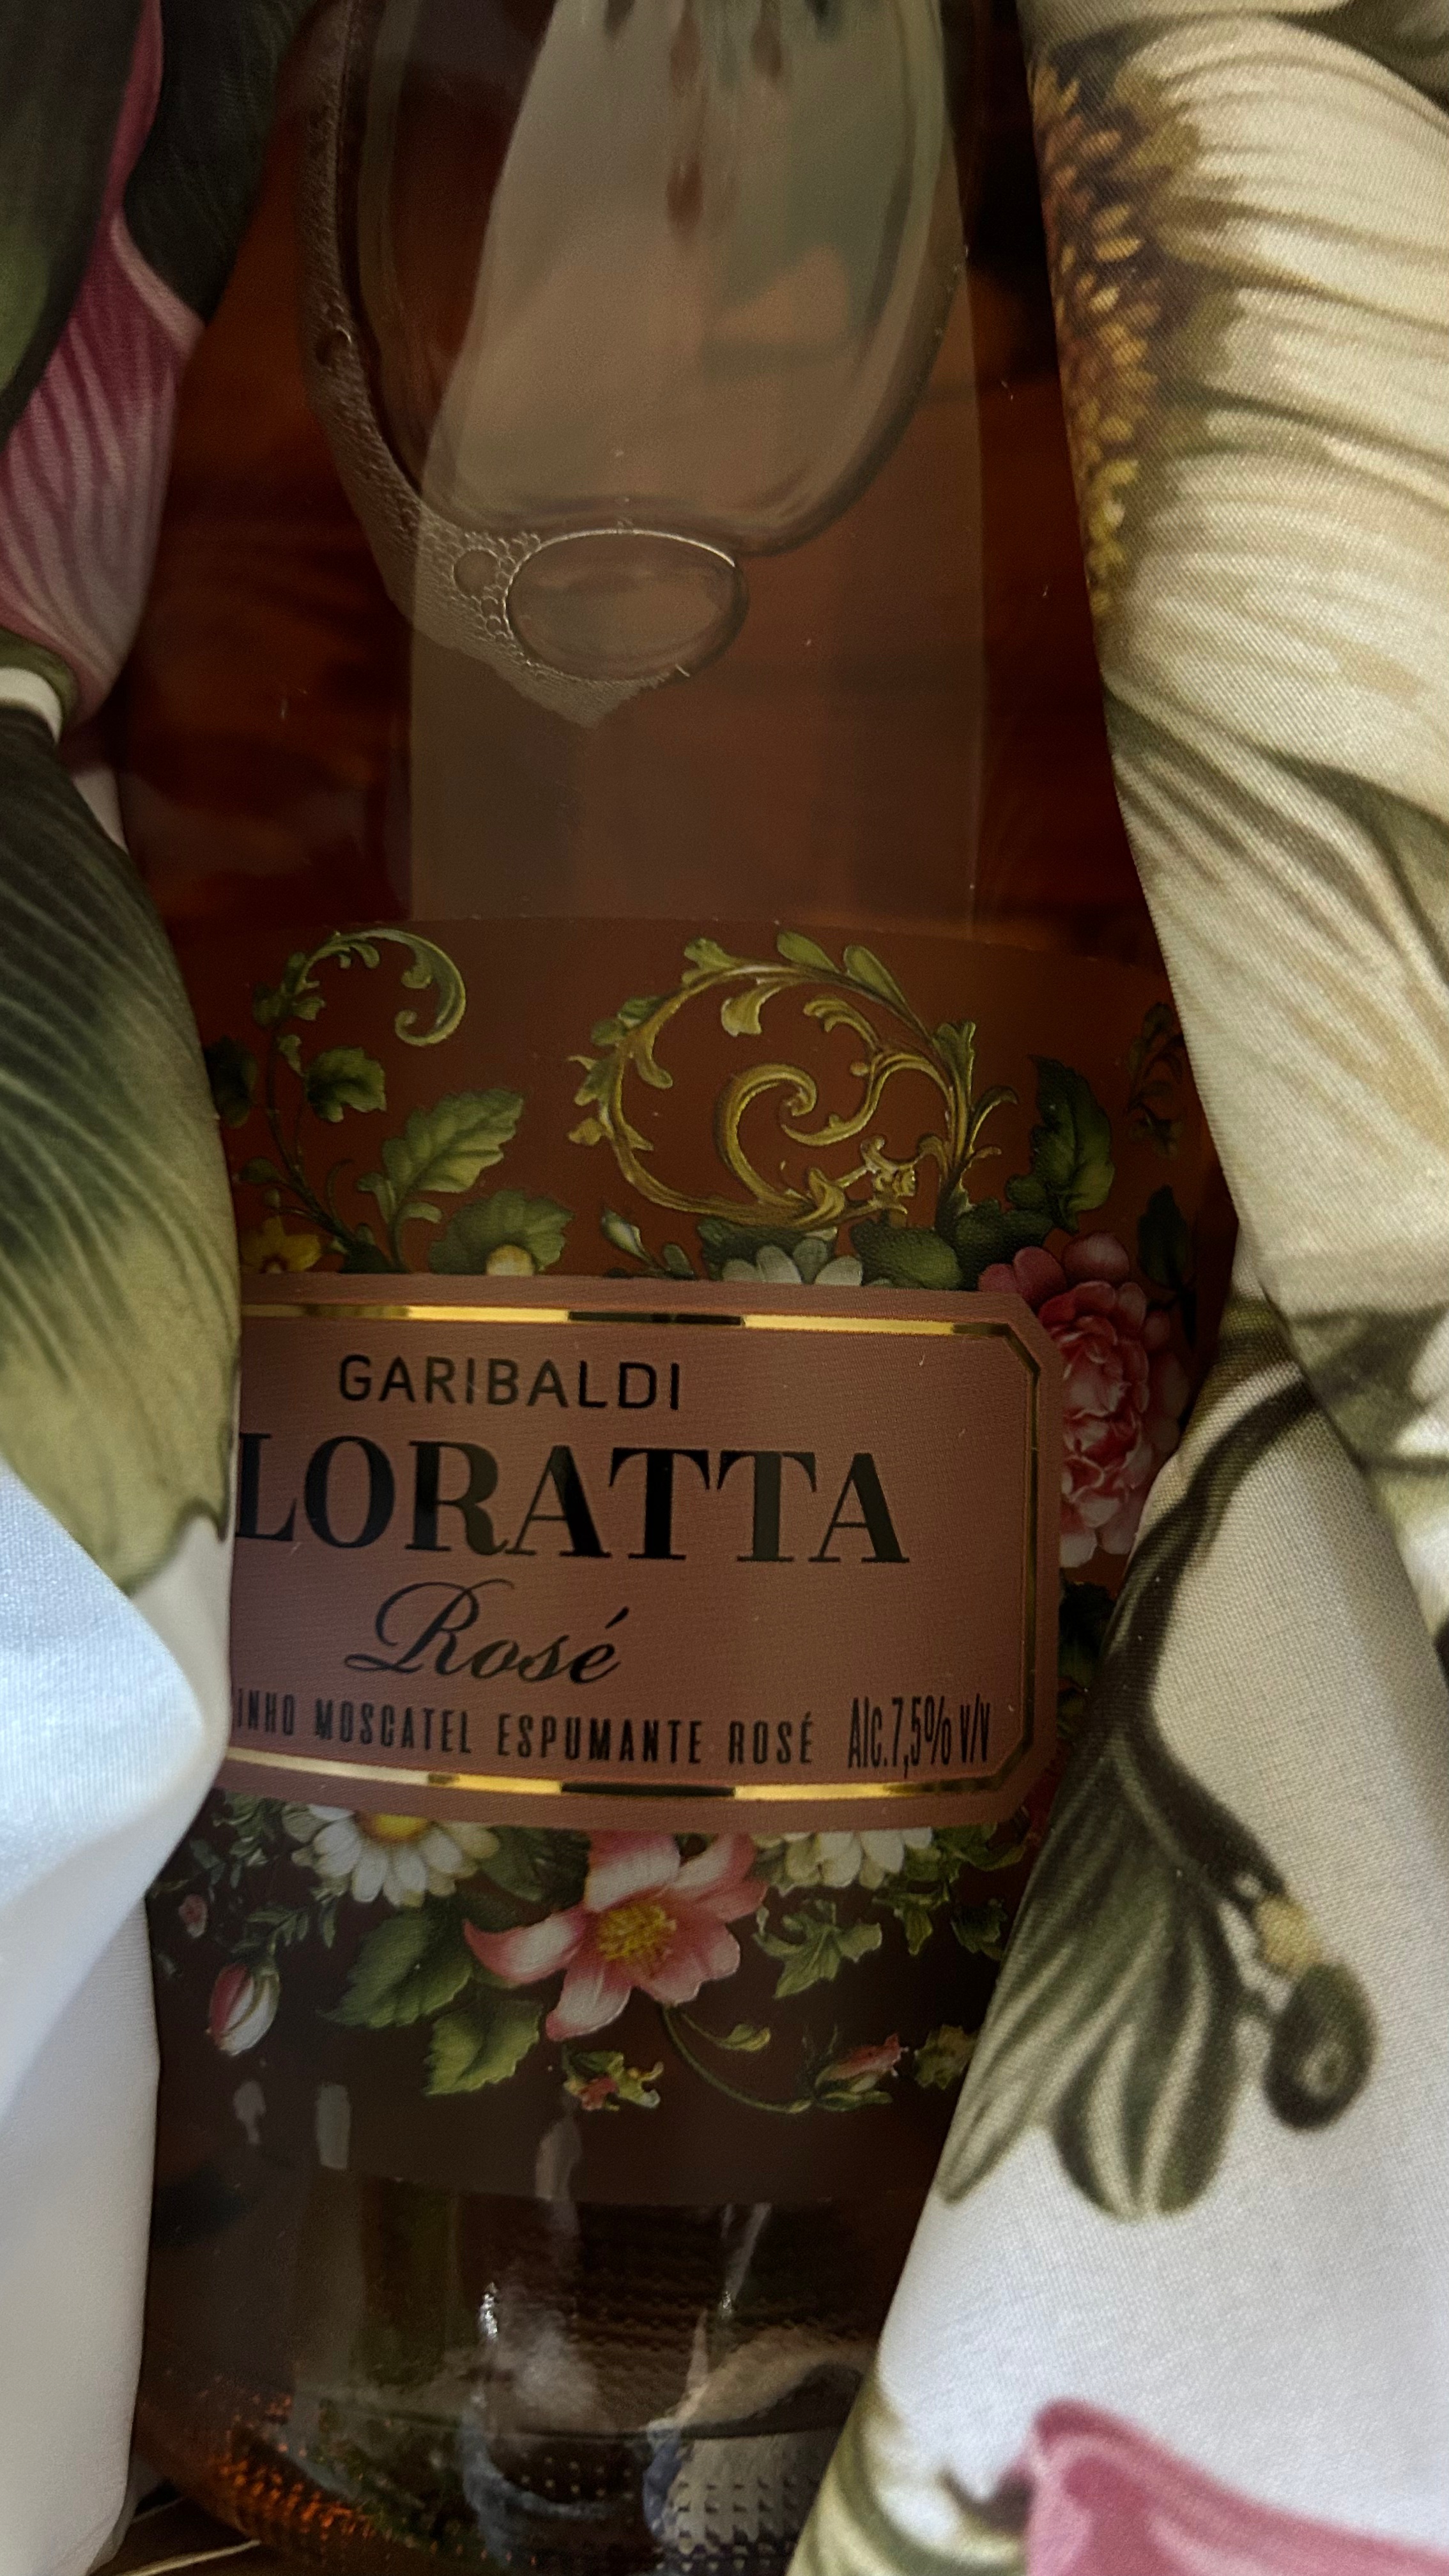 GARIBALDI
LORATTA
Rosé
INHO MOSCATEL ESPUMANTE ROSÉ Alc.7,5% v/v